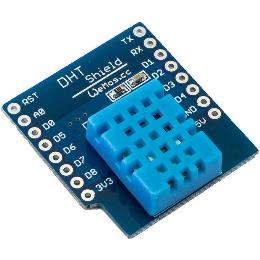 TX
RX
D1
D2
D3
D4
GND
5V
DHT
Shield
WeMos.cc
RST
A0
D0
D5
D6
D7
D8
3V3